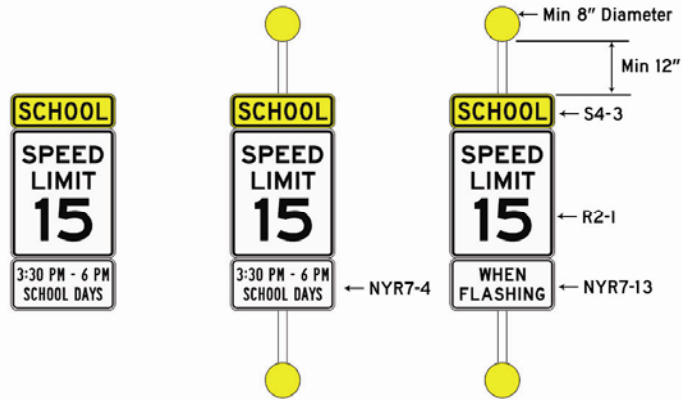 SCHOOL
SPEED
LIMIT
15
3:30 PM - 6 PM
SCHOOL DAYS
SCHOOL
SPEED
LIMIT
15
3:30 PM - 6 PM
SCHOOL DAYS
NYR7-4
Min 8" Diameter
Min 12"
SCHOOL
S4-3
SPEED
LIMIT
15
R2-1
WHEN
FLASHING
NYR7-13